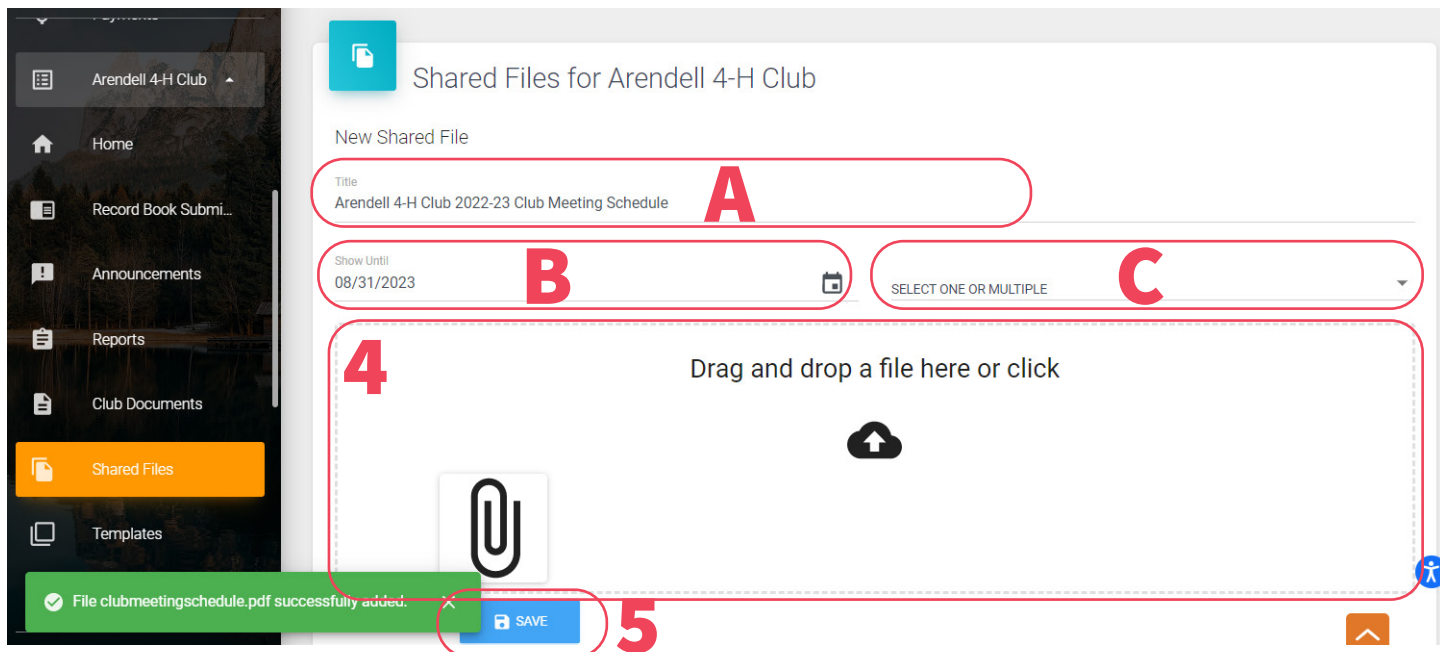 Arendell 4-H Club
Home
Record Book Submi...
Announcements
Reports
Club Documents
Shared Files
Templates
File clubmeetingschedule.pdf successfully added.
Shared Files for Arendell 4-H Club
New Shared File
Title
Arendell 4-H Club 2022-23 Club Meeting Schedule
A
Show Until
08/31/2023
B
SELECT ONE OR MULTIPLE
C
4
Drag and drop a file here or click
SAVE
5